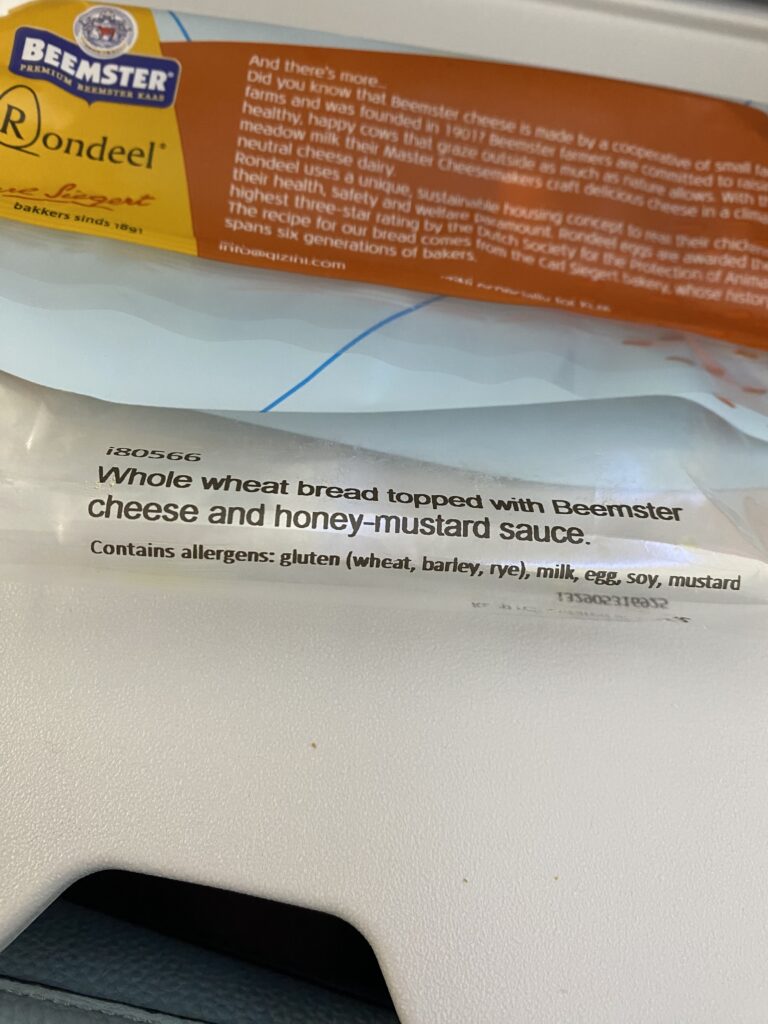 BEEMSTER®
PREMIUM BEEMSTER KAAS
Rondeel®
Siegert
bakkers sinds 1891
And there's more...
Did you know that Beemster cheese is made by a cooperative of small
farms and was founded in 1901? Beemster farmers are committed to
healthy, happy cows that graze outside as much as nature allows. With
meadow milk their Master Cheesemakers craft delicious cheese in a
neutral cheese dairy.
Rondeel uses a unique, sustainable housing concept to rear their
their health, safety and welfare paramount. Rondeel eggs are awarded the
highest three-star rating by the Dutch Society for the Protection of
The recipe for our bread comes from the Carl Siegert bakery, whose
spans six generations of bakers.
info@qizini.com
i80566
Whole wheat bread topped with Beemster
cheese and honey-mustard sauce.
Contains allergens: gluten (wheat, barley, rye), milk, egg, soy, mustard